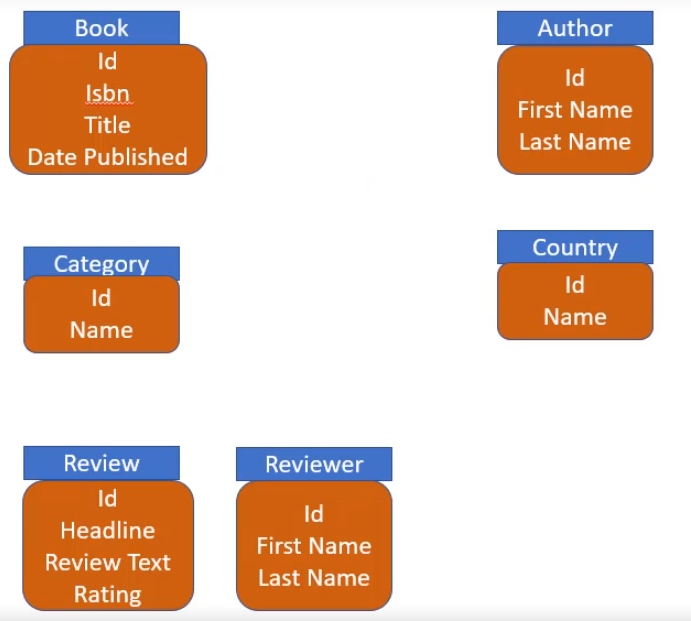 Book
Id
Isbn
Title
Date Published
Author
Id
First Name
Last Name
Category
Id
Name
Country
Id
Name
Review
Id
Headline
Review Text
Rating
Reviewer
Id
First Name
Last Name